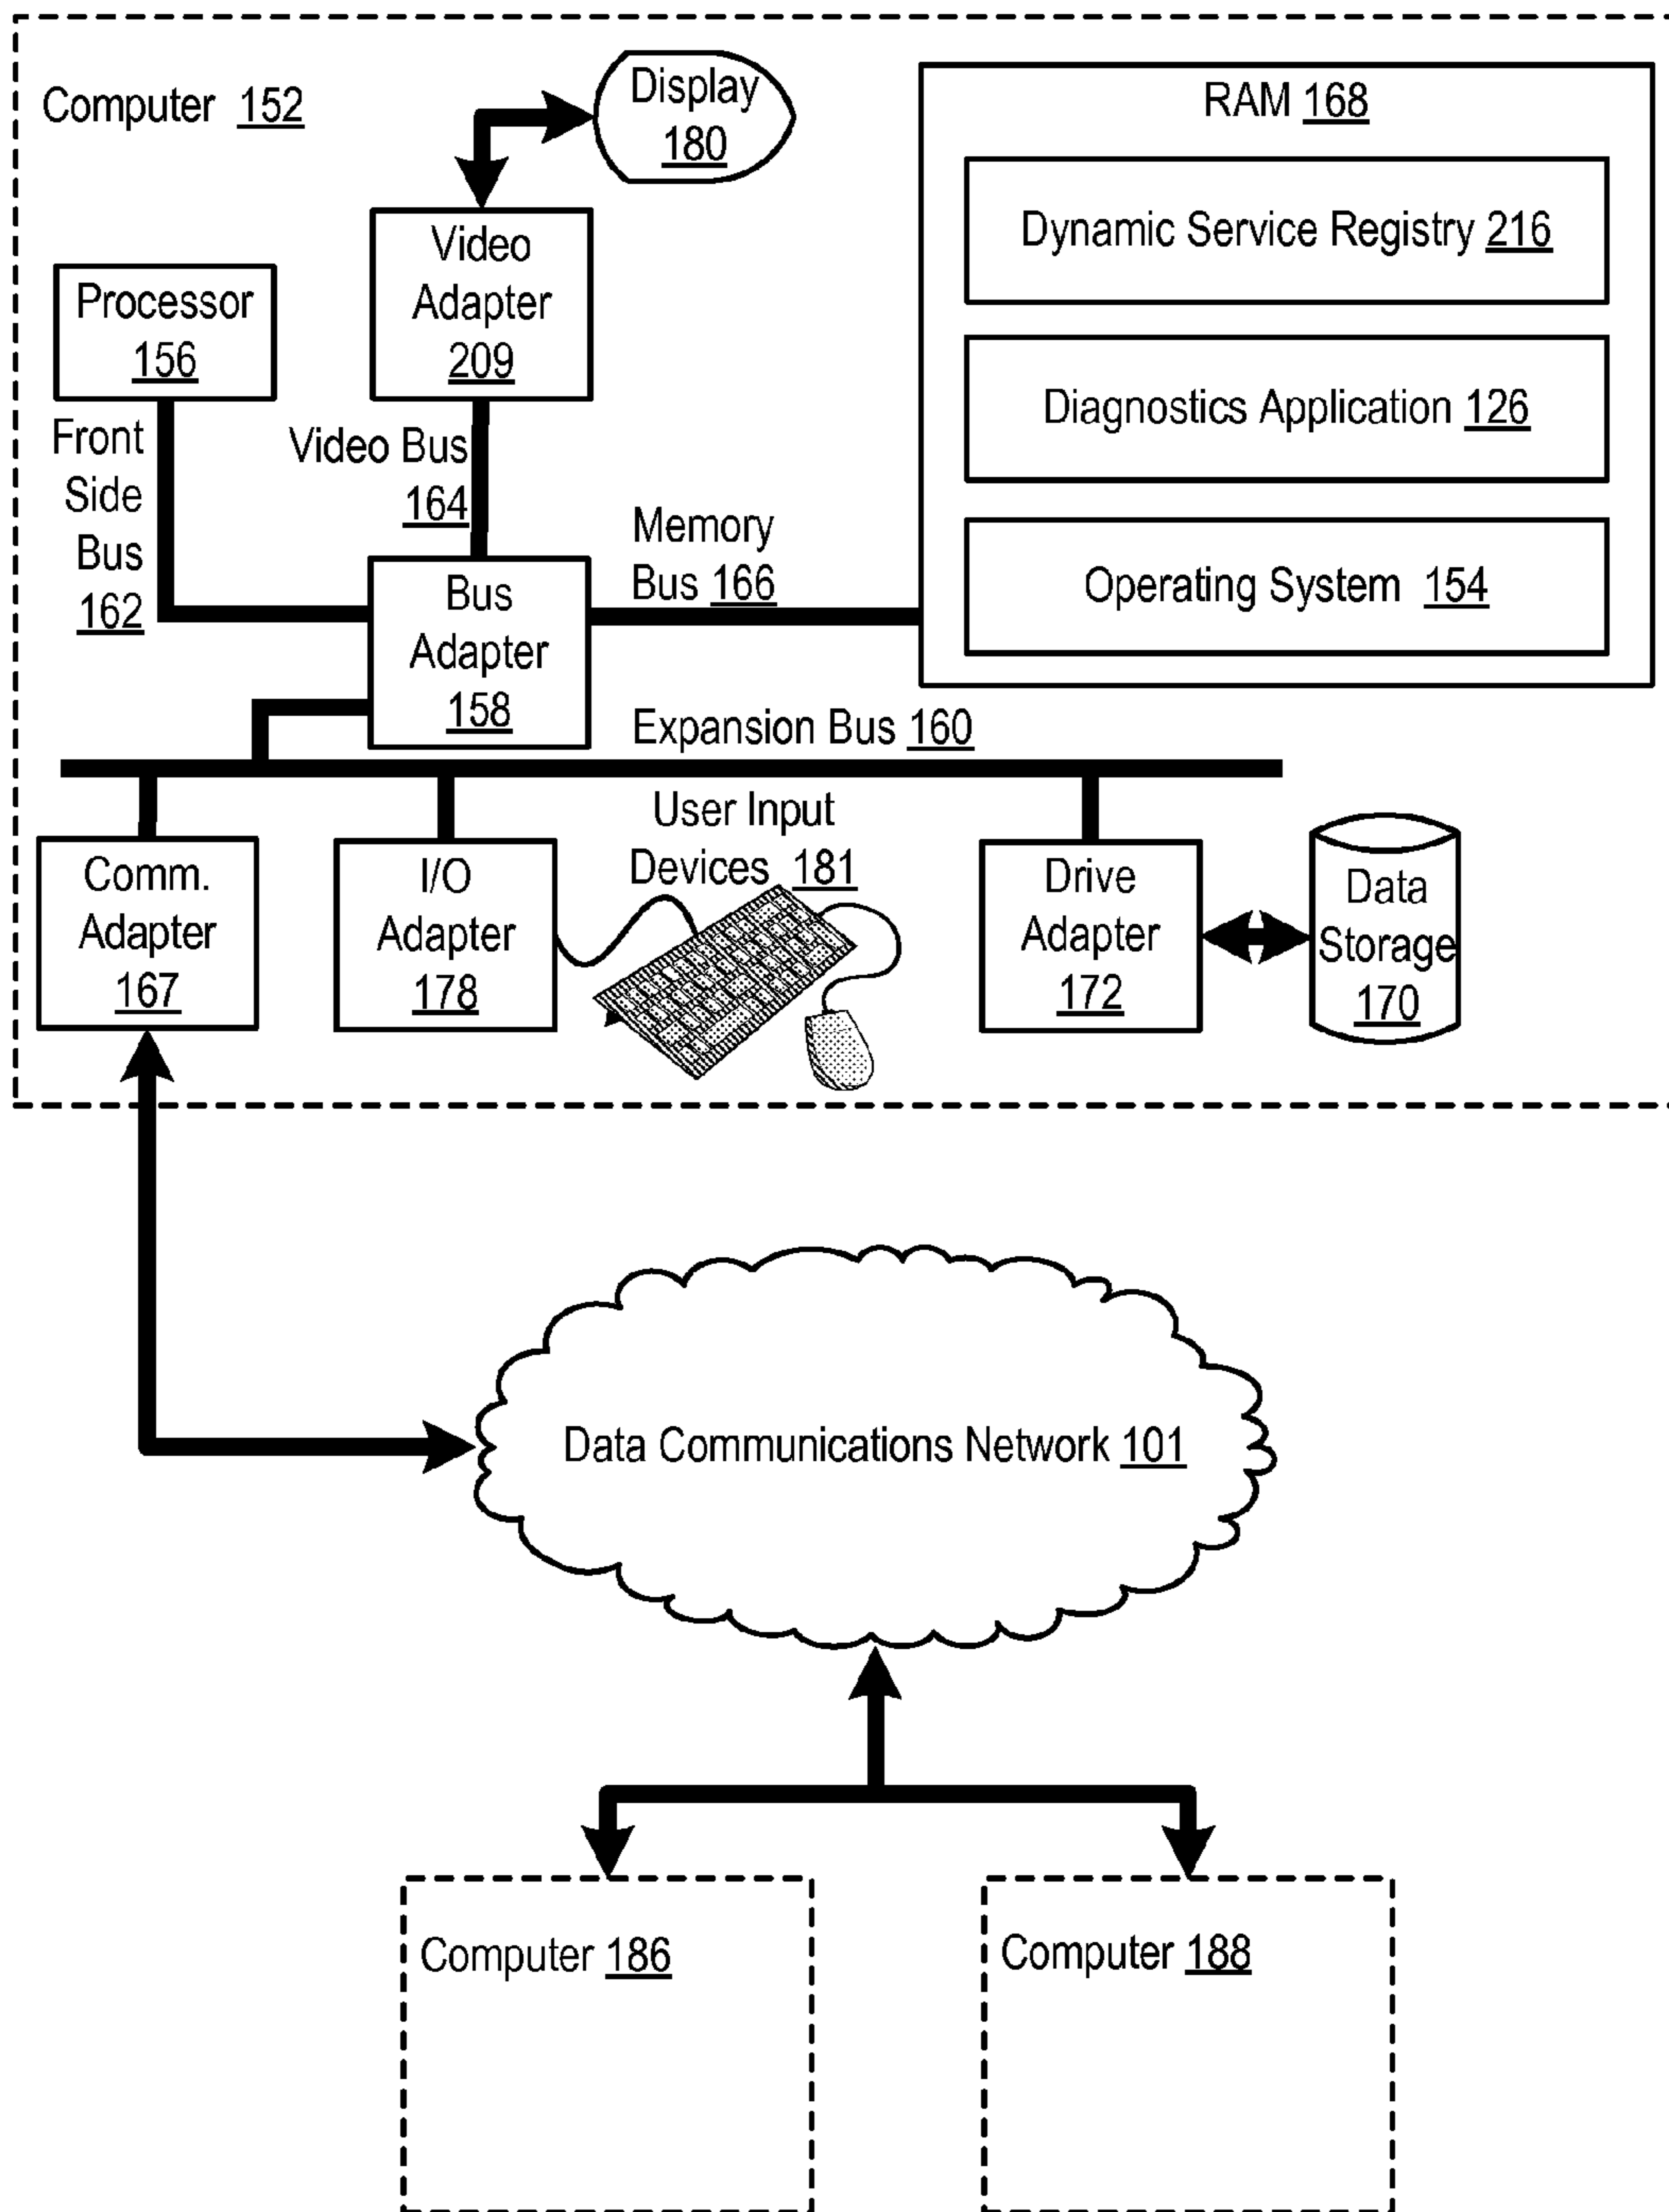 Computer 152
Display
180
RAM 168
Dynamic Service Registry 216
Diagnostics Application 126
Operating System 154
Video
Adapter
209
Processor
156
Front
Side
Bus
162
Video Bus
164
Memory
Bus 166
Bus
Adapter
158
Expansion Bus 160
Comm.
Adapter
167
I/O
Adapter
178
User Input
Devices 181
Drive
Adapter
172
Data
Storage
170
Data Communications Network 101
Computer 186
Computer 188